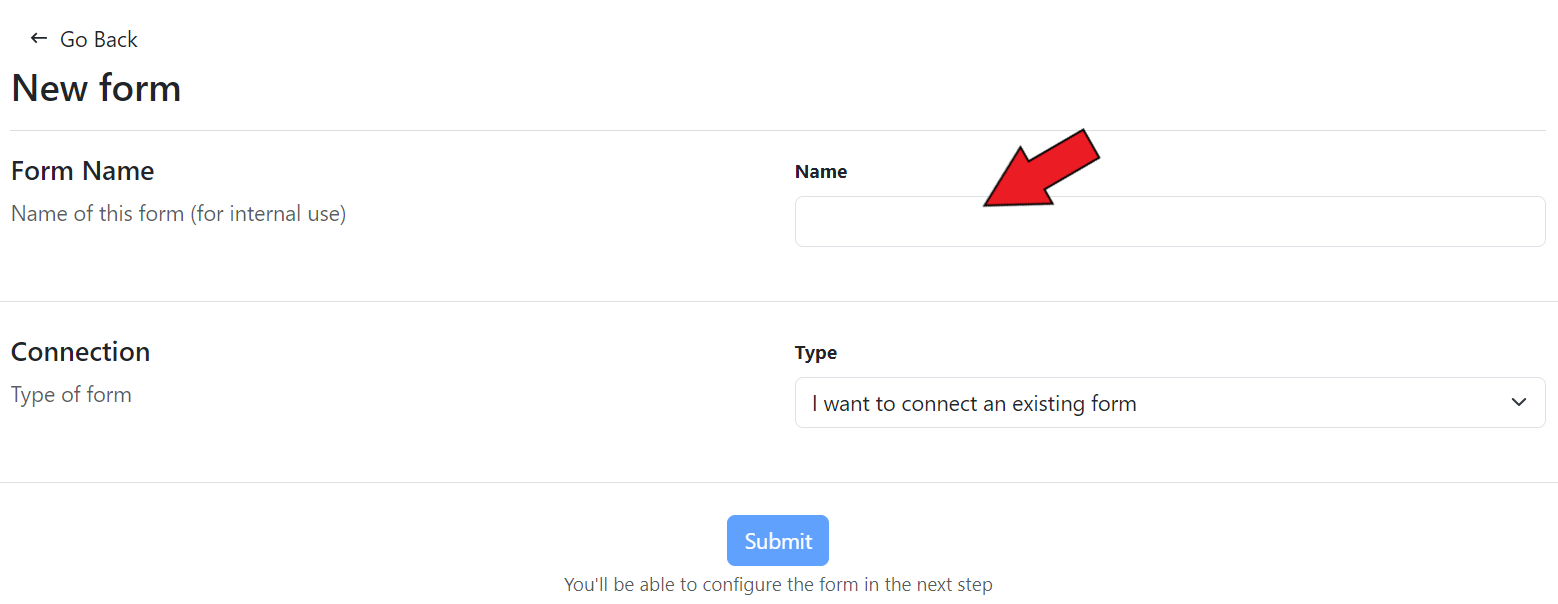 Go Back
New form
Form Name
Name of this form (for internal use)
Name
Connection
Type of form
Type
I want to connect an existing form
Submit
You'll be able to configure the form in the next step